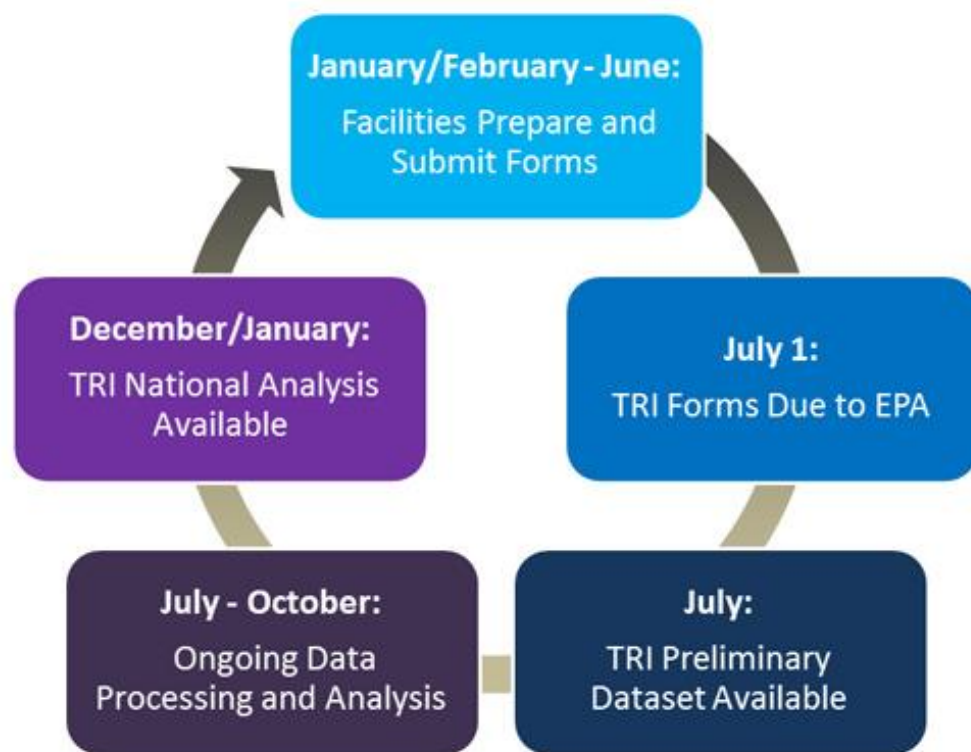 January/February - June:
Facilities Prepare and
Submit Forms
July 1:
TRI Forms Due to EPA
July:
TRI Preliminary
Dataset Available
July - October:
Ongoing Data
Processing and Analysis
December/January:
TRI National Analysis
Available